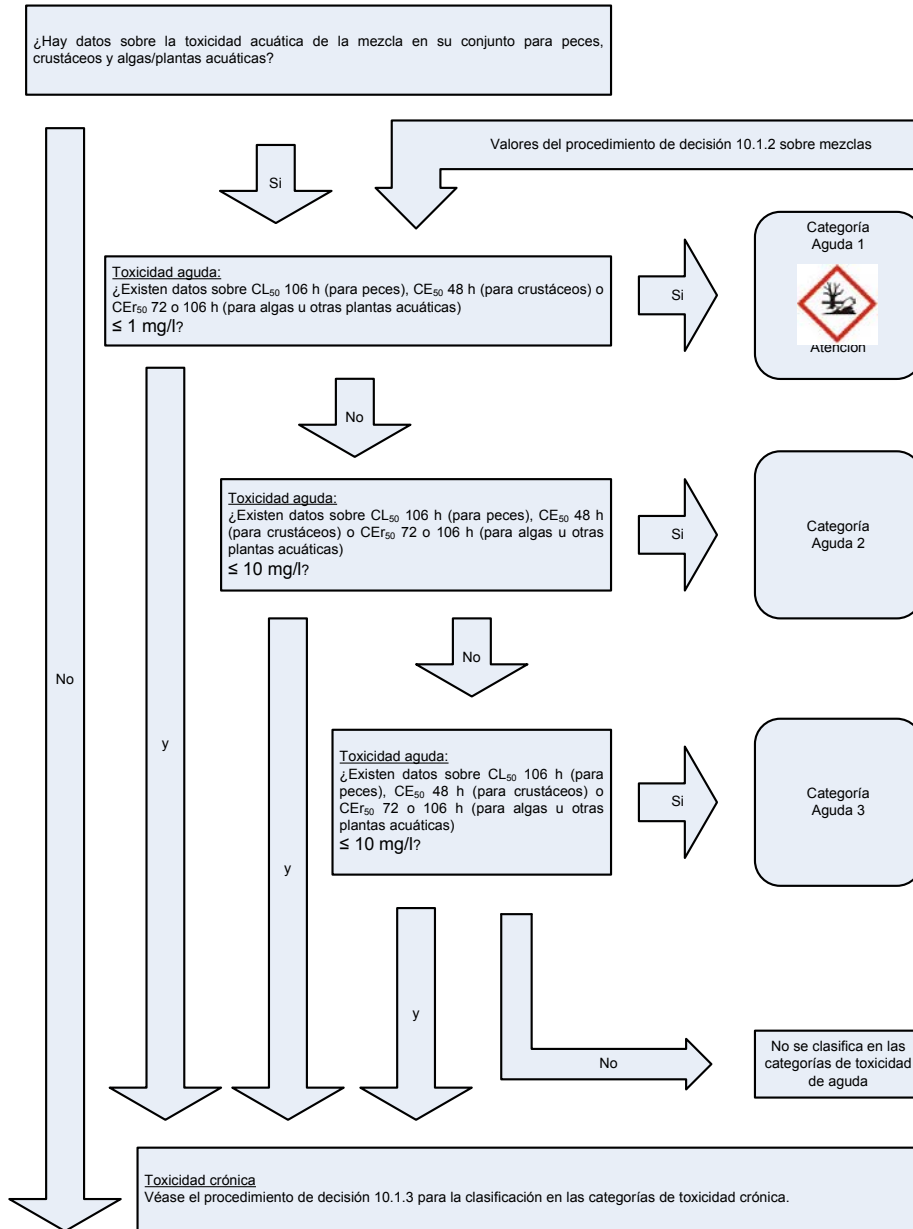 ¿Hay datos sobre la toxicidad acuática de la mezcla en su conjunto para peces,
crustáceos y algas/plantas acuáticas?
Valores del procedimiento de decisión 10.1.2 sobre mezclas
Si
Toxicidad aguda:
¿Existen datos sobre CL₅₀ 106 h (para peces), CE₅₀ 48 h (para crustáceos) o
CEr₅₀ 72 o 106 h (para algas u otras plantas acuáticas)
≤ 1 mg/l?
Si
Categoría
Aguda 1
Atención
No
Toxicidad aguda:
¿Existen datos sobre CL₅₀ 106 h (para peces), CE₅₀ 48 h
(para crustáceos) o CEr₅₀ 72 o 106 h (para algas u otras
plantas acuáticas)
≤ 10 mg/l?
Si
Categoría
Aguda 2
No
No
y
Toxicidad aguda:
¿Existen datos sobre CL₅₀ 106 h (para
peces), CE₅₀ 48 h (para crustáceos) o
CEr₅₀ 72 o 106 h (para algas u otras
plantas acuáticas)
≤ 10 mg/l?
Si
Categoría
Aguda 3
y
y
No
No se clasifica en las
categorías de toxicidad
de aguda
Toxicidad crónica
Véase el procedimiento de decisión 10.1.3 para la clasificación en las categorías de toxicidad crónica.